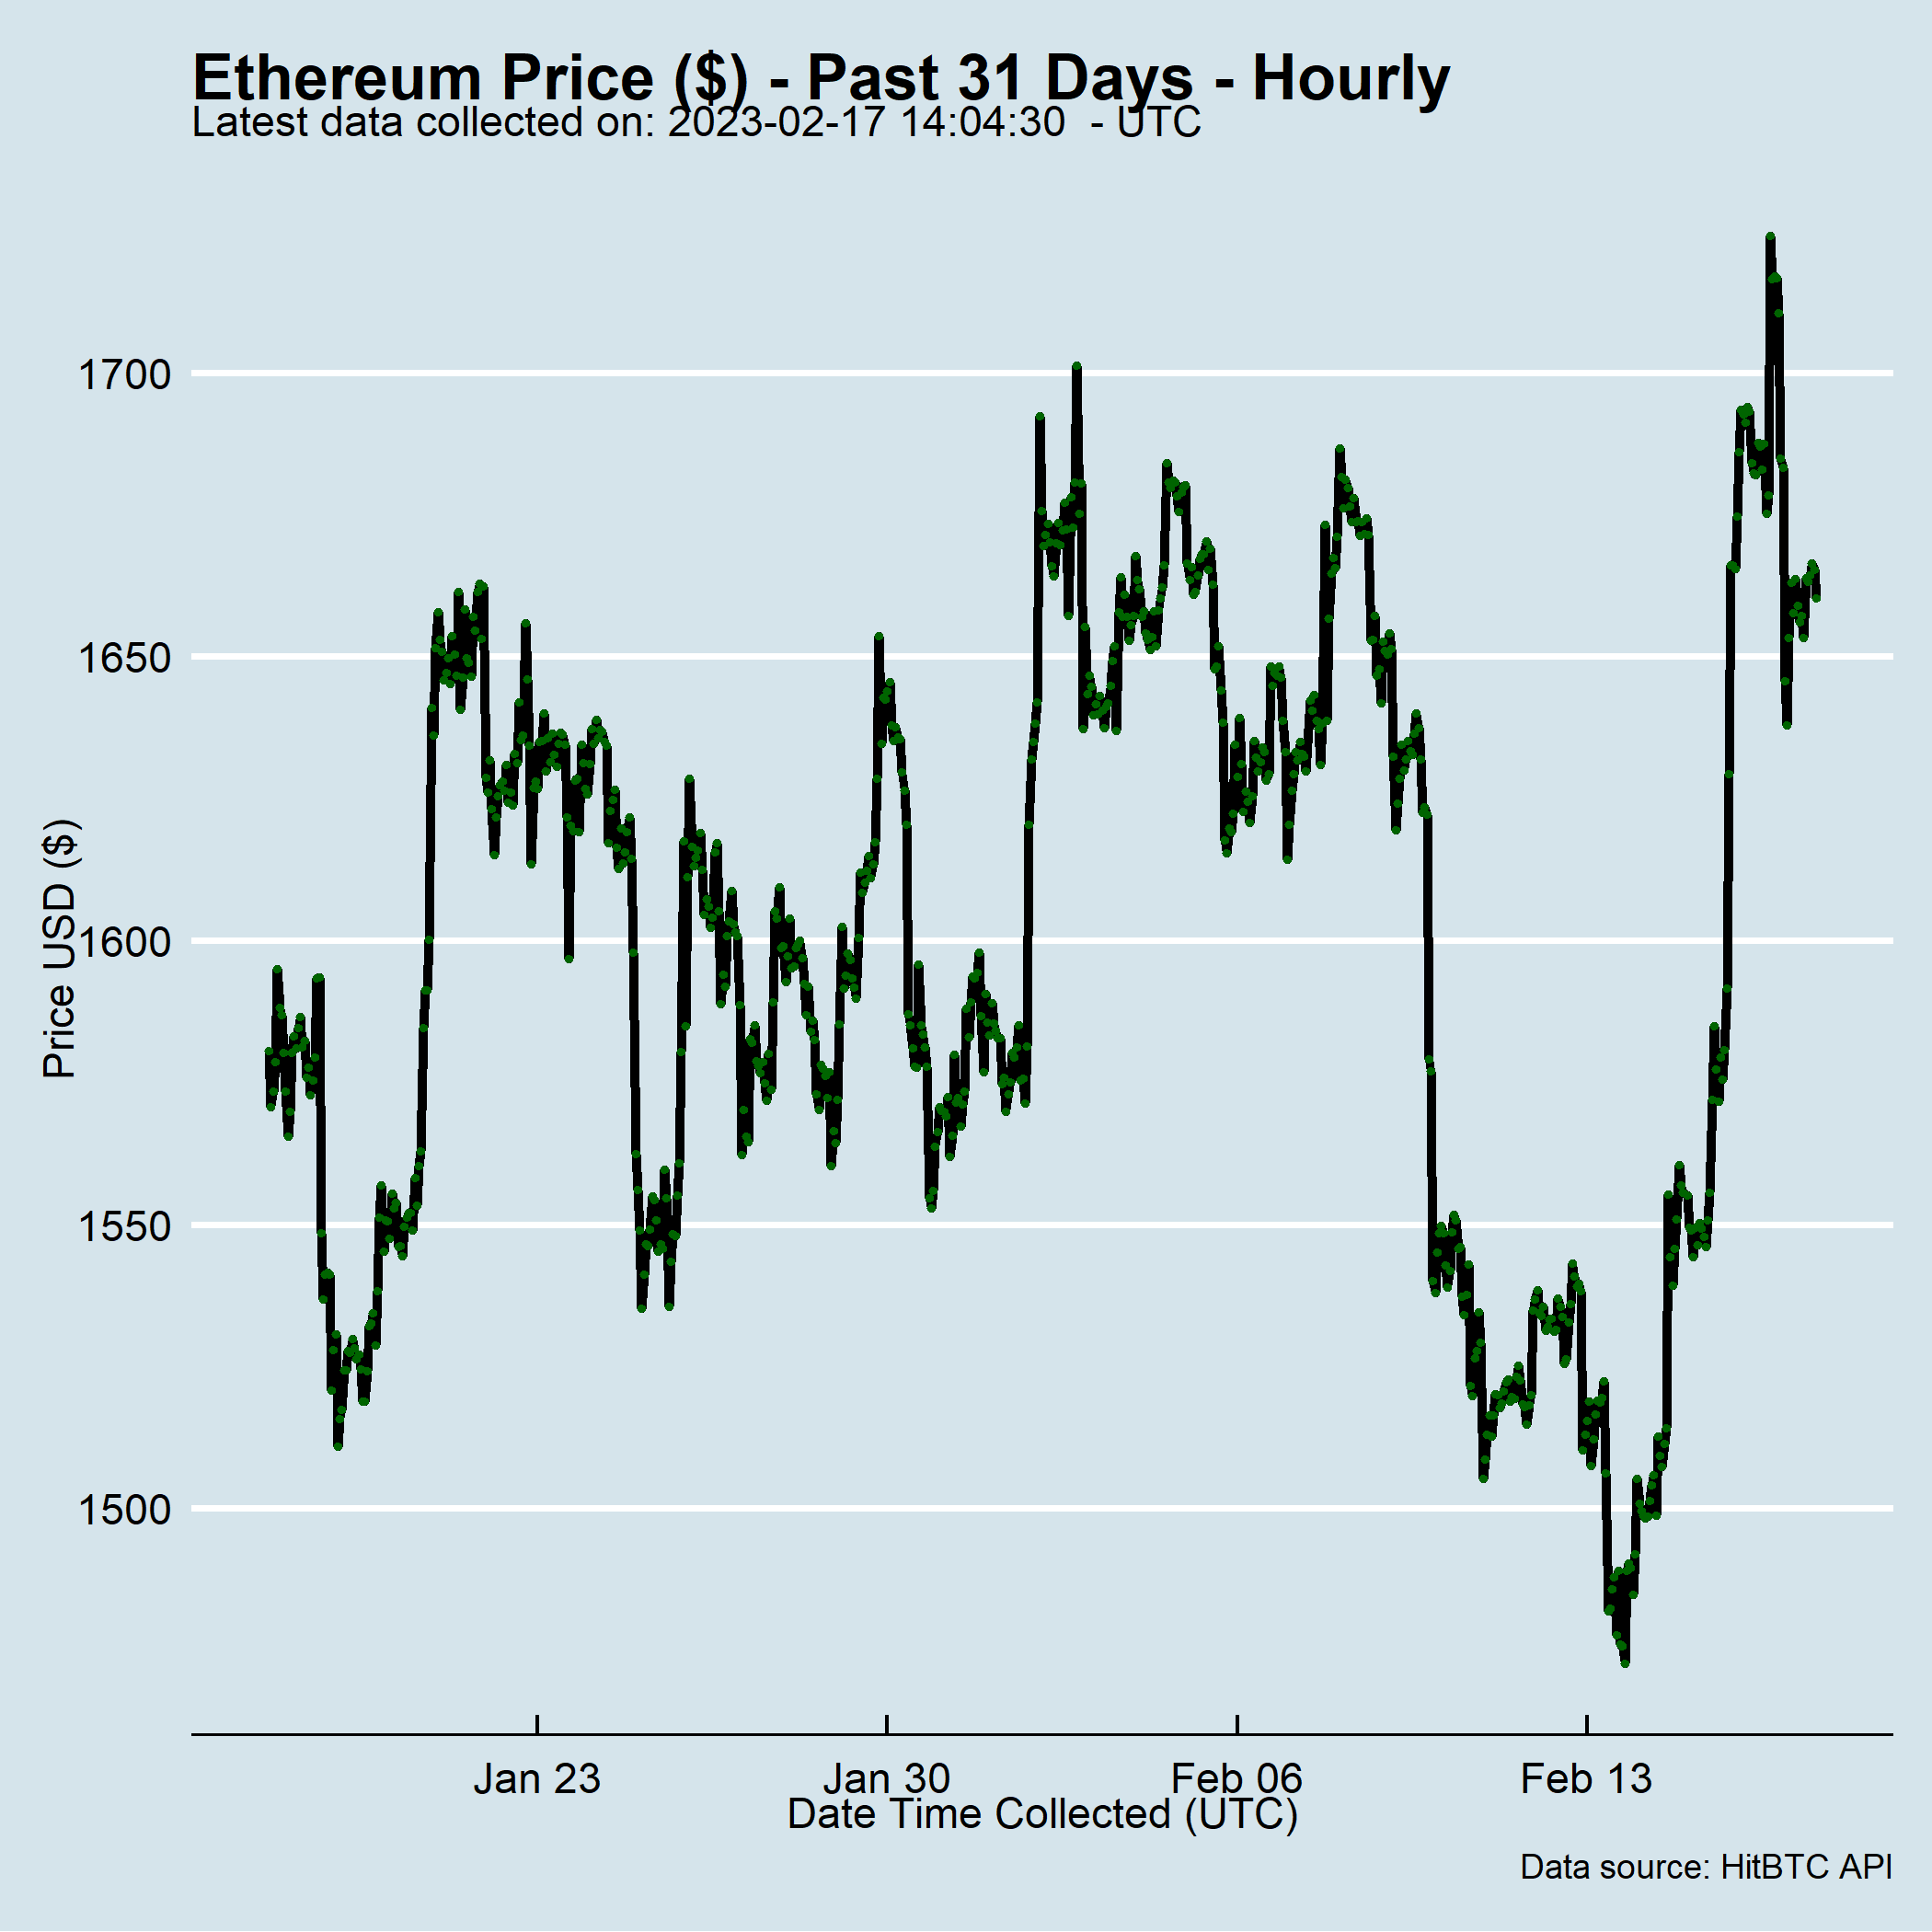 Ethereum Price ($) - Past 31 Days - Hourly
Latest data collected on: 2023-02-17 14:04:30  - UTC
Price USD ($)
1700
1650
1600
1550
1500
Jan 23
Jan 30
Feb 06
Feb 13
Date Time Collected (UTC)
Data source: HitBTC API